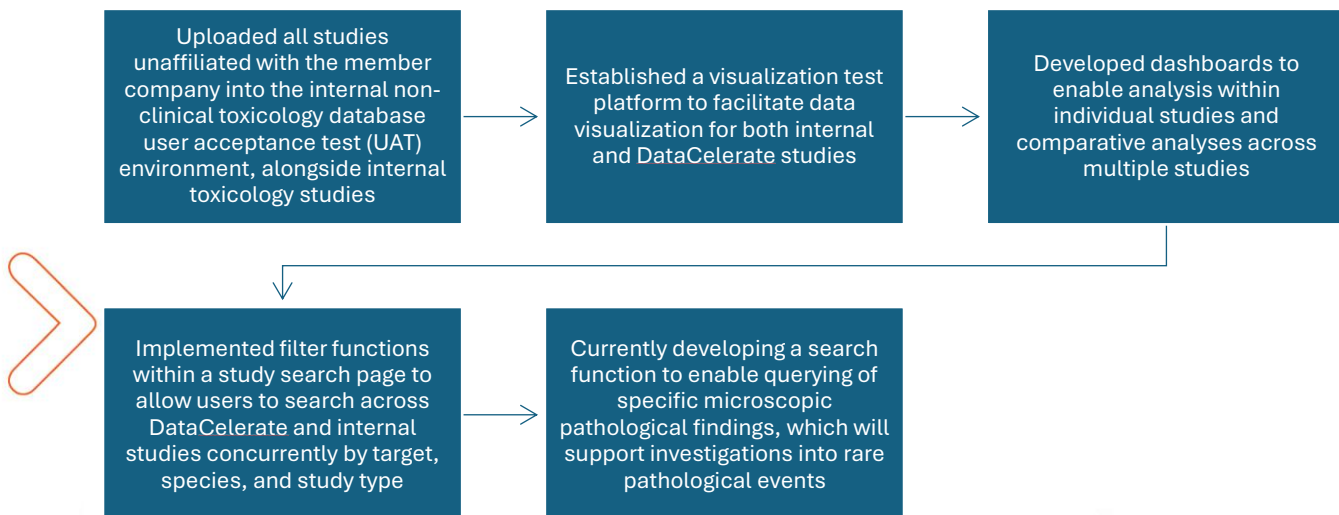 Uploaded all studies
unaffiliated with the member
company into the internal non-
clinical toxicology database
user acceptance test (UAT)
environment, alongside internal
toxicology studies
Established a visualization test
platform to facilitate data
visualization for both internal
and DataCelerate studies
Developed dashboards to
enable analysis within
individual studies and
comparative analyses across
multiple studies
Implemented filter functions
within a study search page to
allow users to search across
DataCelerate and internal
studies concurrently by target,
species, and study type
Currently developing a search
function to enable querying of
specific microscopic
pathological findings, which will
support investigations into rare
pathological events